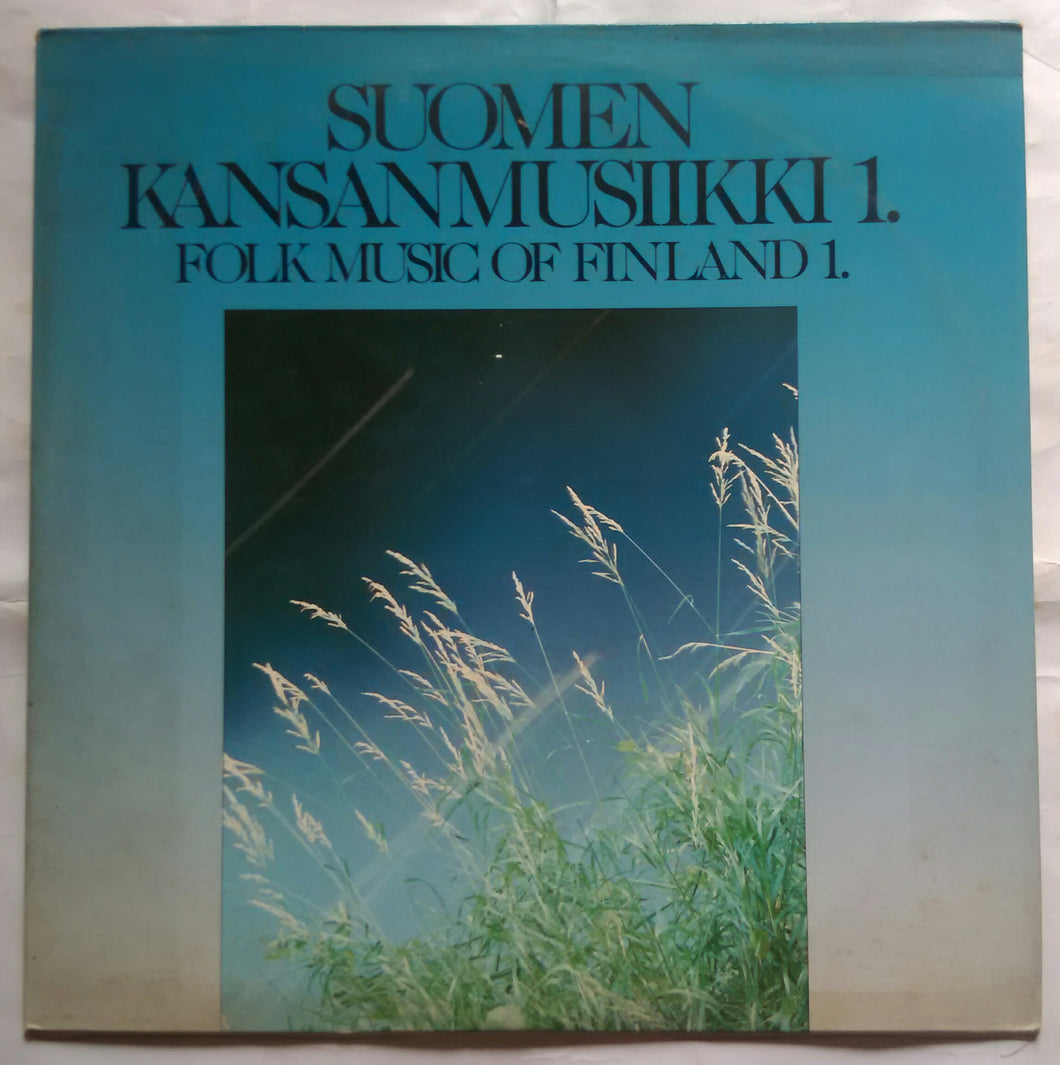 SUOMEN
KANSANMUSIIKKI 1.
FOLK MUSIC OF FINLAND 1.